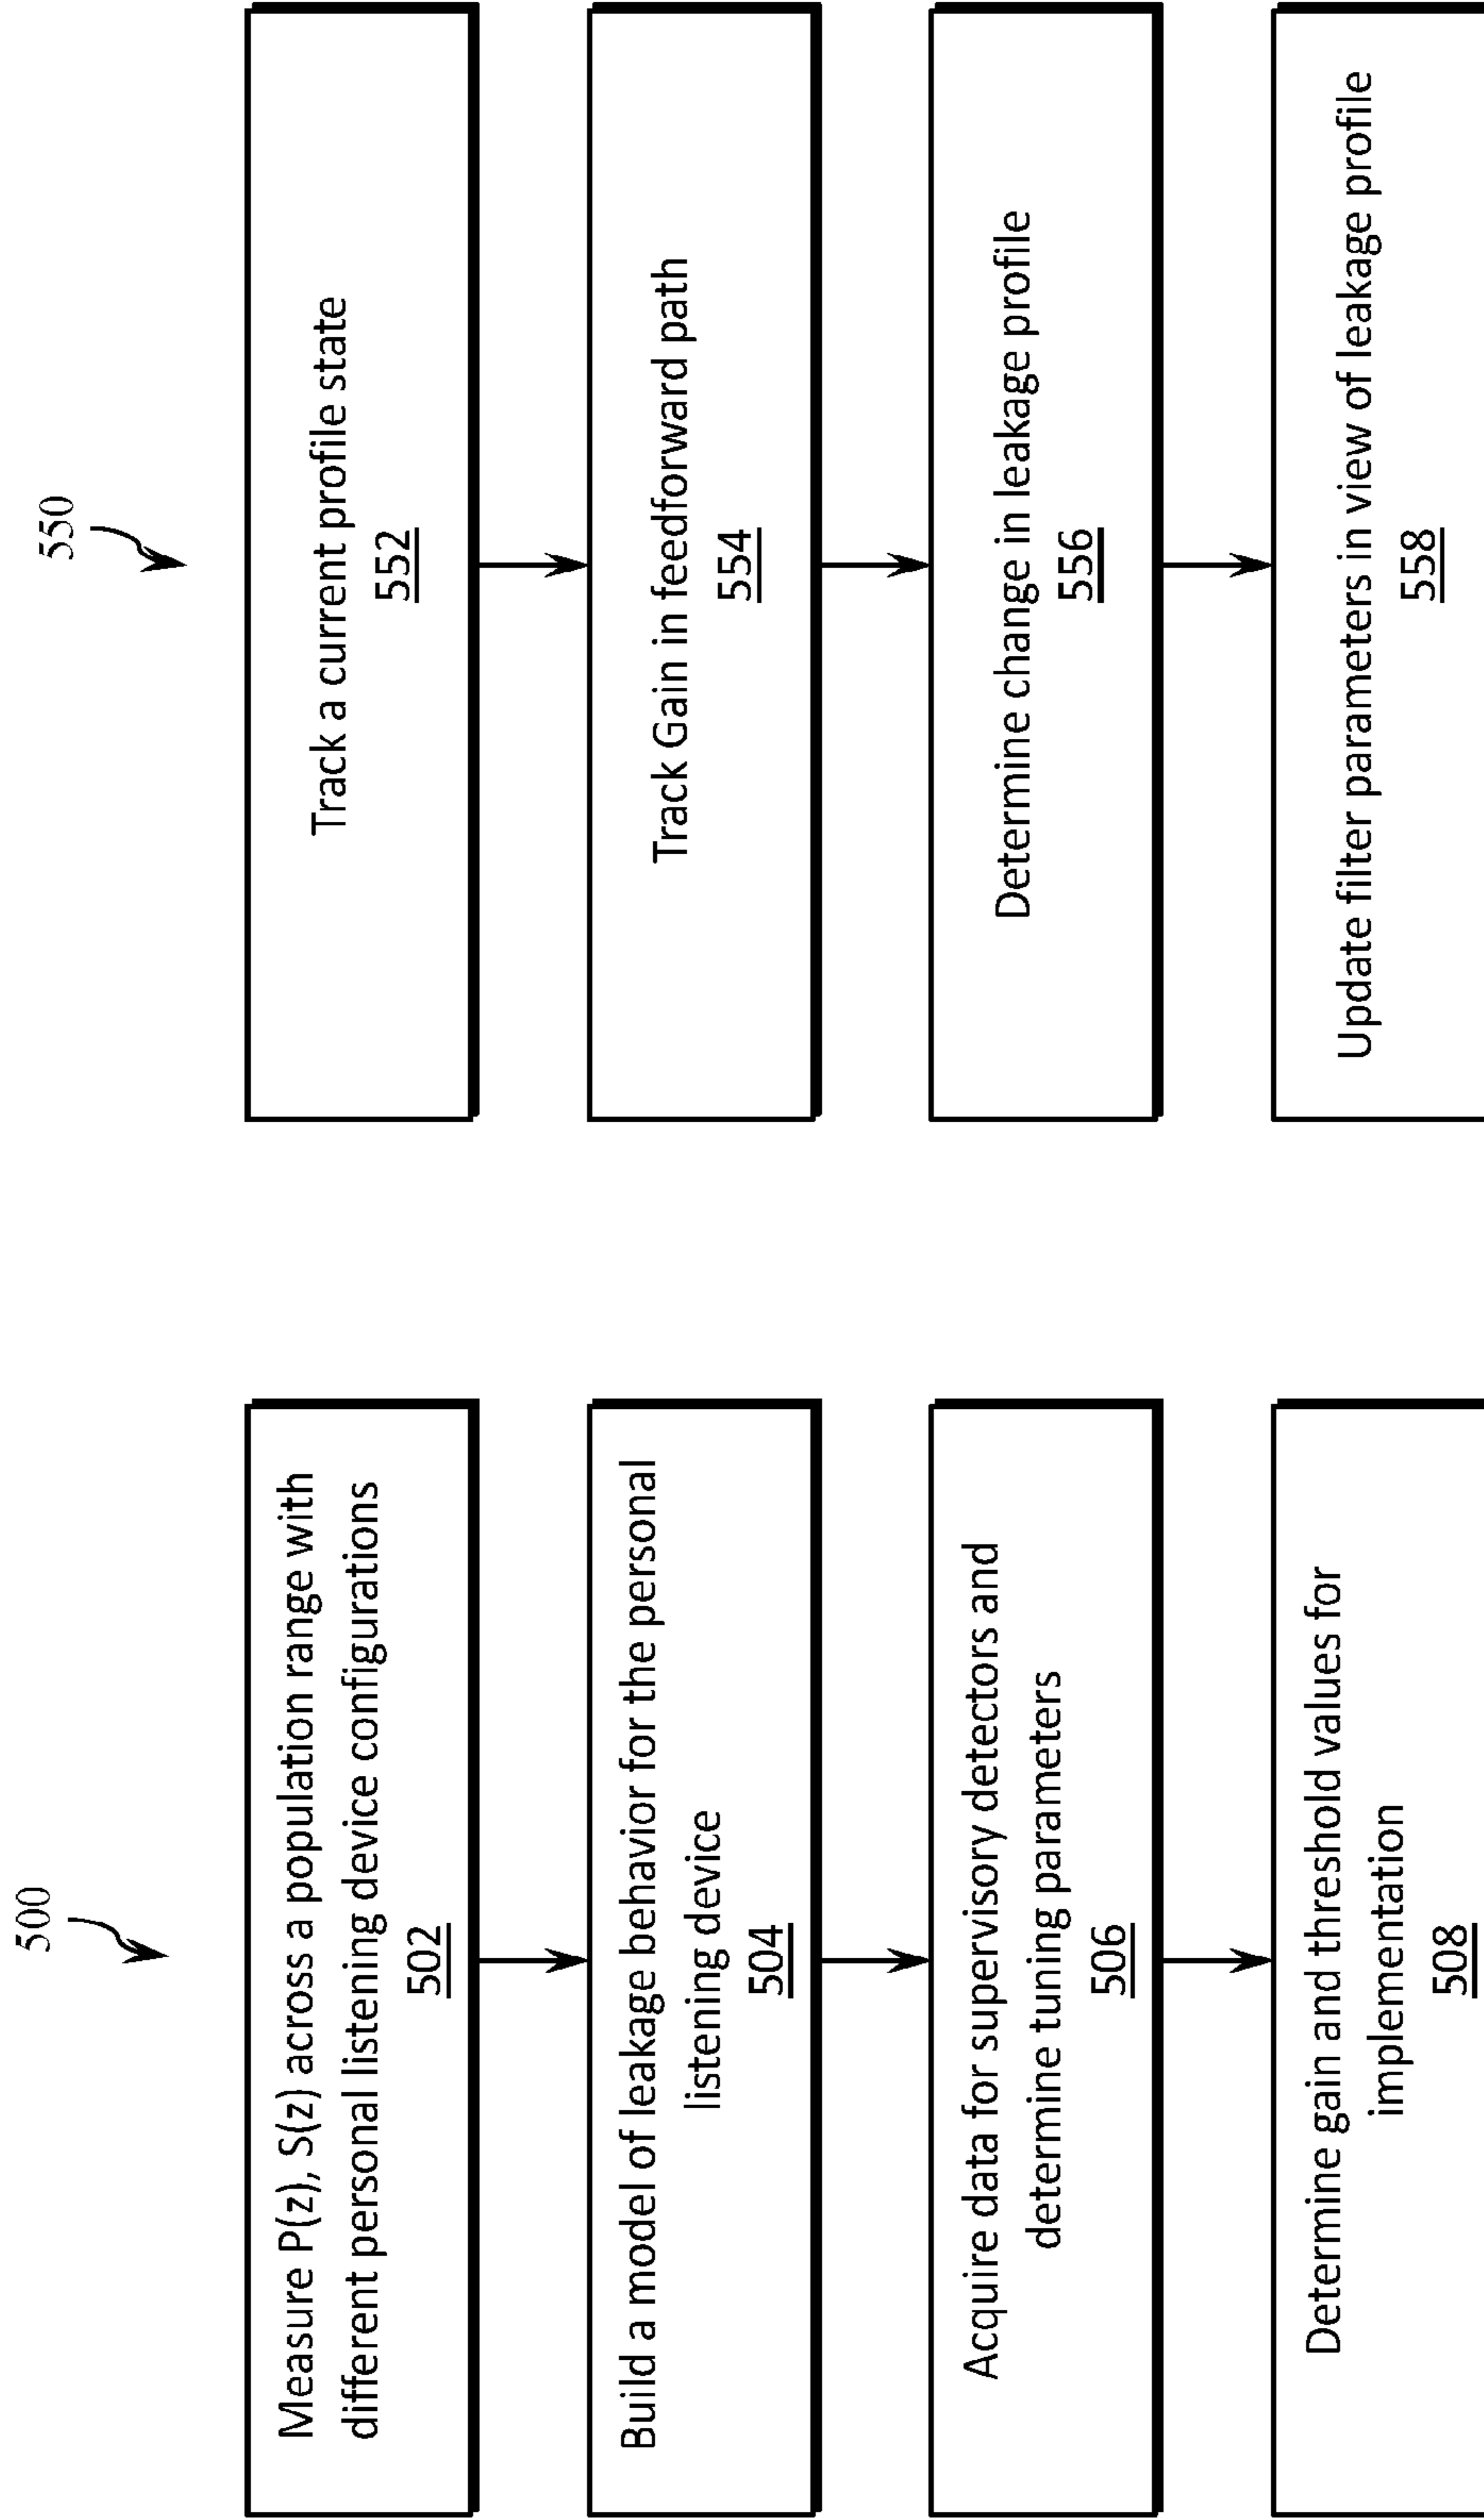 500
Measure P(z), S(z) across a population range with
different personal listening device configurations
502
Build a model of leakage behavior for the personal
listening device
504
Acquire data for supervisory detectors and
determine tuning parameters
506
Determine gain and threshold values for
implementation
508
550
Track a current profile state
552
Track Gain in feedforward path
554
Determine change in leakage profile
556
Update filter parameters in view of leakage profile
558